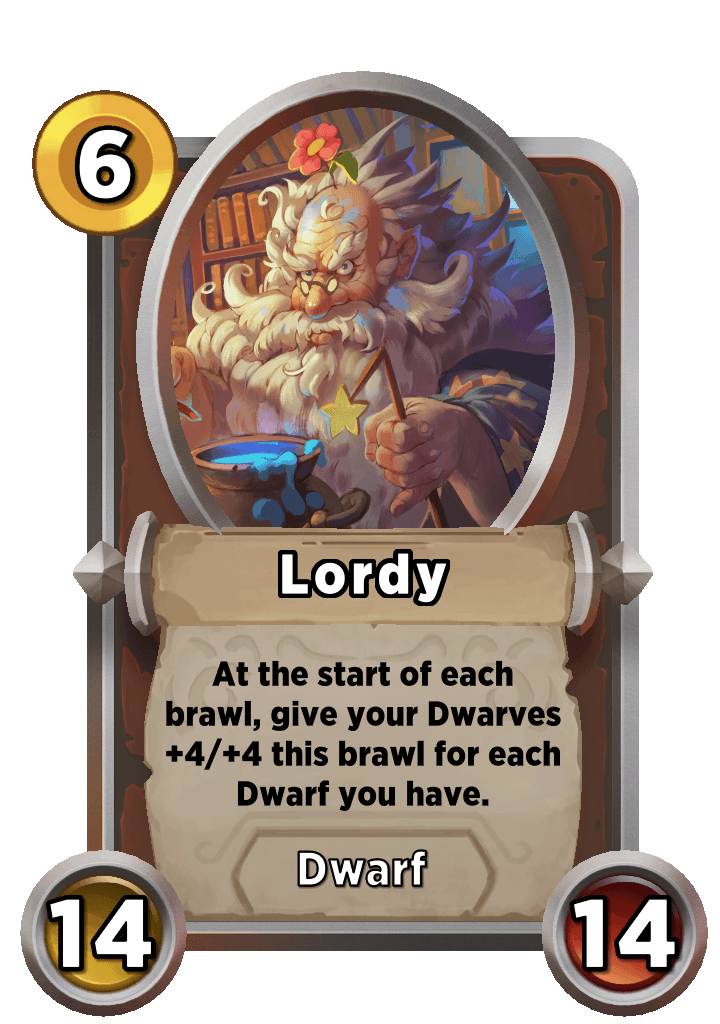 6
Lordy
At the start of each
brawl, give your Dwarves
+4/+4 this brawl for each
Dwarf you have.
Dwarf
14 14